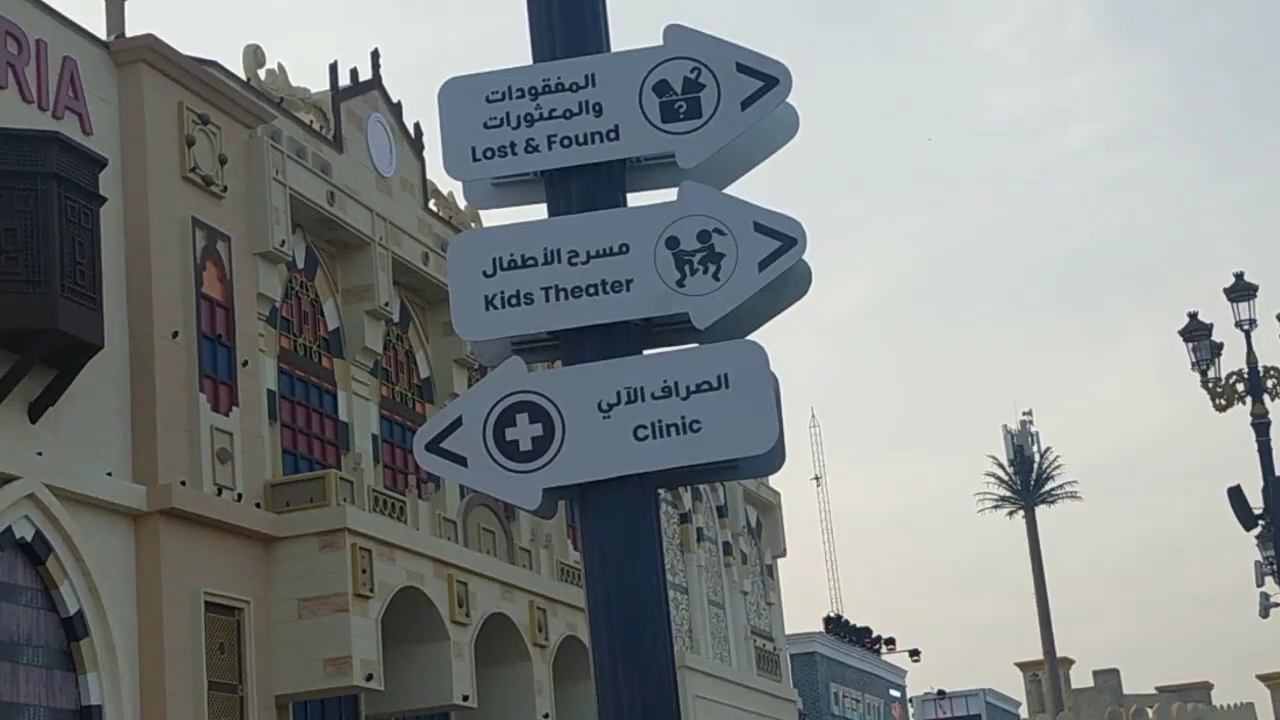 RIA
المفقودات
والمعثورات
Lost & Found
?
مسرح الأطفال
Kids Theater
الصراف الآلي
Clinic